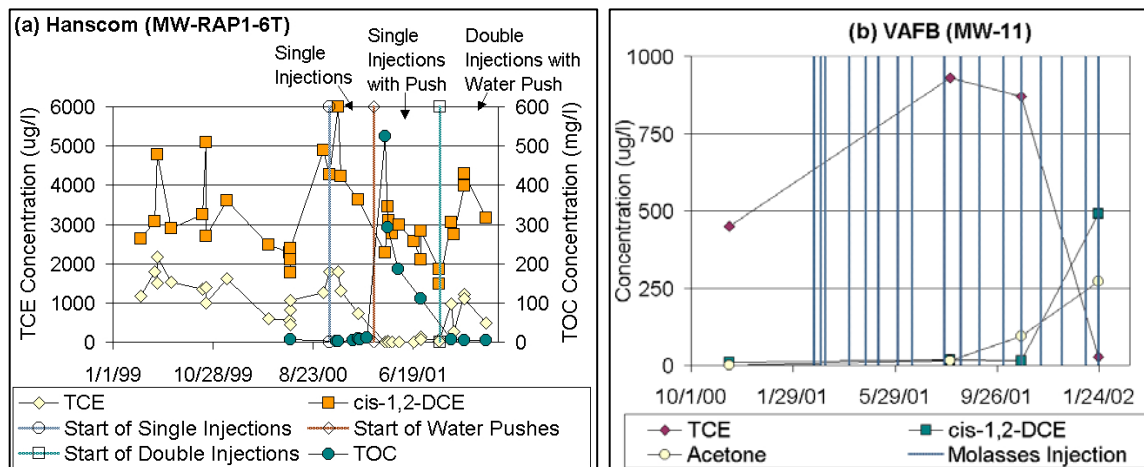 (a) Hanscom (MW-RAP1-6T)
Single
Injections
Single
Injections
with Push
Double
Injections with
Water Push
TCE Concentration (ug/l)
6000
5000
4000
3000
2000
1000
0
600
500
400
300
200
100
0
TOC Concentration (mg/l)
1/1/99
10/28/99
8/23/00
6/19/01
TCE
cis-1,2-DCE
Start of Single Injections
Start of Water Pushes
Start of Double Injections
TOC
(b) VAFB (MW-11)
Concentration (ug/l)
1000
750
500
250
0
10/1/00
1/29/01
5/29/01
9/26/01
1/24/02
TCE
cis-1,2-DCE
Acetone
Molasses Injection